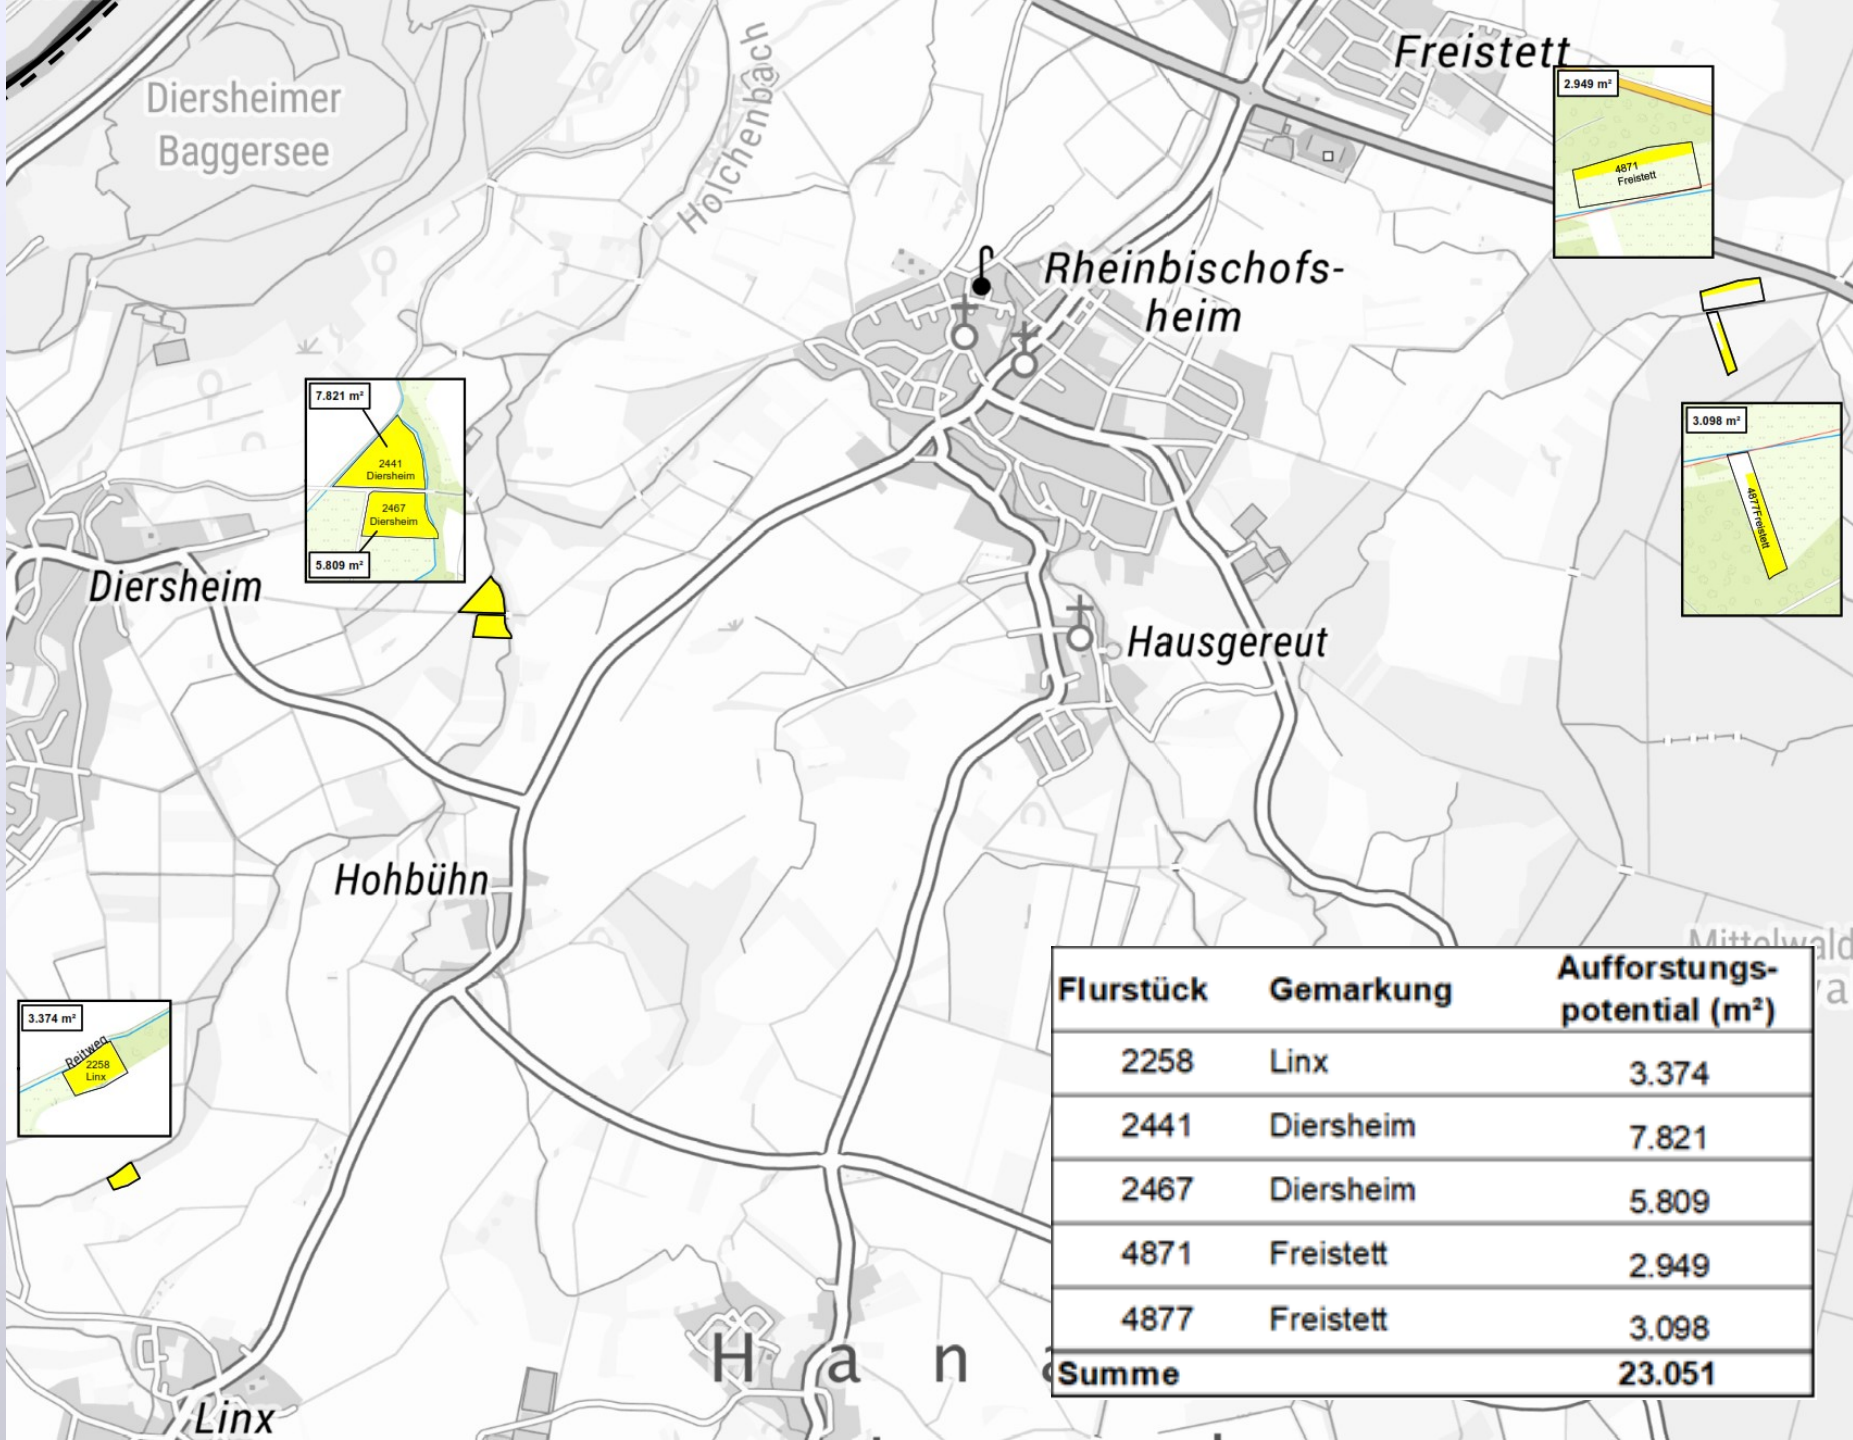 Freistett
Diersheimer
Baggersee
Holchenbach
2.949 m²
4871
Freistett
Rheinbischofs-
heim
7.821 m²
2441
Diersheim
2467
Diersheim
5.809 m²
3.098 m²
4877Freistett
Diersheim
Hausgereut
Hohbühn
Mittelwald
3.374 m²
Reitweg
2258
Linx
Flurstück Gemarkung Aufforstungs-
potential (m²)
2258 Linx 3.374
2441 Diersheim 7.821
2467 Diersheim 5.809
4871 Freistett 2.949
4877 Freistett 3.098
Summe 23.051
H a n
Linx